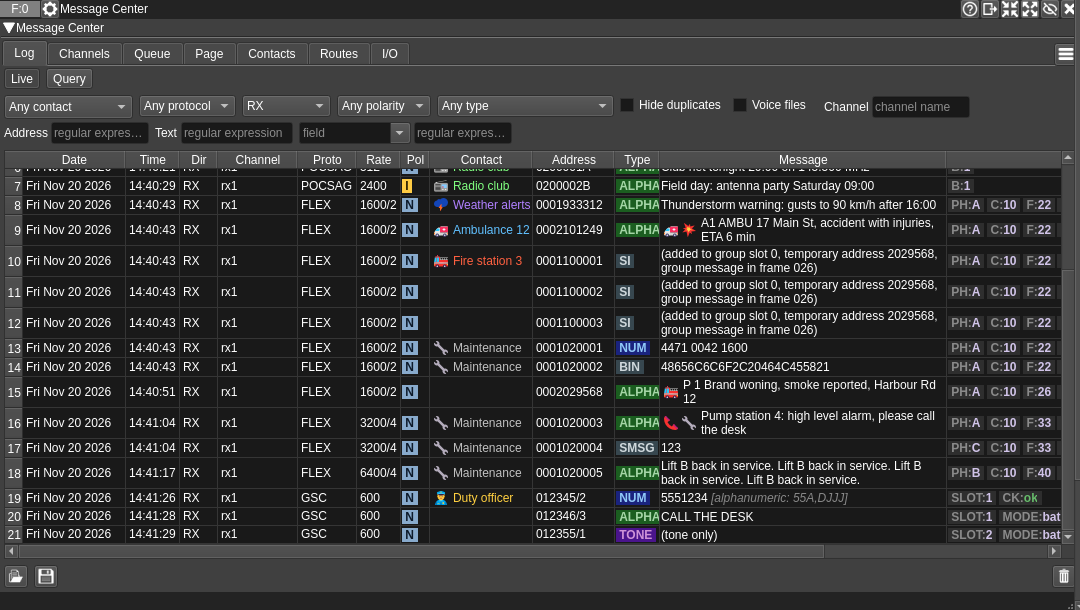 F:0 Message Center
Message Center
Log Channels Queue Page Contacts Routes I/O
Live Query
Any contact Any protocol RX Any polarity Any type Hide duplicates Voice files Channel channel name
Address regular expres… Text regular expression field regular expres…
Date Time Dir Channel Proto Rate Pol Contact Address Type Message
7 Fri Nov 20 2026 14:40:29 RX rx1 POCSAG 2400 I Radio club 0200002B ALPHA Field day: antenna party Saturday 09:00 B:1
8 Fri Nov 20 2026 14:40:43 RX rx1 FLEX 1600/2 N Weather alerts 0001933312 ALPHA Thunderstorm warning: gusts to 90 km/h after 16:00 PH:A C:10 F:22
9 Fri Nov 20 2026 14:40:43 RX rx1 FLEX 1600/2 N Ambulance 12 0002101249 ALPHA A1 AMBU 17 Main St, accident with injuries, PH:A C:10 F:22
ETA 6 min
10 Fri Nov 20 2026 14:40:43 RX rx1 FLEX 1600/2 N Fire station 3 0001100001 SI (added to group slot 0, temporary address 2029568, PH:A C:10 F:22
group message in frame 026)
11 Fri Nov 20 2026 14:40:43 RX rx1 FLEX 1600/2 N 0001100002 SI (added to group slot 0, temporary address 2029568, PH:A C:10 F:22
group message in frame 026)
12 Fri Nov 20 2026 14:40:43 RX rx1 FLEX 1600/2 N 0001100003 SI (added to group slot 0, temporary address 2029568, PH:A C:10 F:22
group message in frame 026)
13 Fri Nov 20 2026 14:40:43 RX rx1 FLEX 1600/2 N Maintenance 0001020001 NUM 4471 0042 1600 PH:A C:10 F:22
14 Fri Nov 20 2026 14:40:43 RX rx1 FLEX 1600/2 N Maintenance 0001020002 BIN 48656C6C6F2C20464C455821 PH:A C:10 F:22
15 Fri Nov 20 2026 14:40:51 RX rx1 FLEX 1600/2 N 0002029568 ALPHA P 1 Brand woning, smoke reported, Harbour Rd PH:A C:10 F:26
12
16 Fri Nov 20 2026 14:41:04 RX rx1 FLEX 3200/4 N Maintenance 0001020003 ALPHA Pump station 4: high level alarm, please call PH:A C:10 F:33
the desk
17 Fri Nov 20 2026 14:41:04 RX rx1 FLEX 3200/4 N Maintenance 0001020004 SMSG 123 PH:C C:10 F:33
18 Fri Nov 20 2026 14:41:17 RX rx1 FLEX 6400/4 N Maintenance 0001020005 ALPHA Lift B back in service. Lift B back in service. Lift B PH:B C:10 F:40
back in service. Lift B back in service.
19 Fri Nov 20 2026 14:41:26 RX rx1 GSC 600 N Duty officer 012345/2 NUM 5551234 [alphanumeric: 55A,DJJJ] SLOT:1 CK:ok
20 Fri Nov 20 2026 14:41:28 RX rx1 GSC 600 N 012346/3 ALPHA CALL THE DESK SLOT:1 MODE:bat
21 Fri Nov 20 2026 14:41:29 RX rx1 GSC 600 N 012355/1 TONE (tone only) SLOT:2 MODE:bat